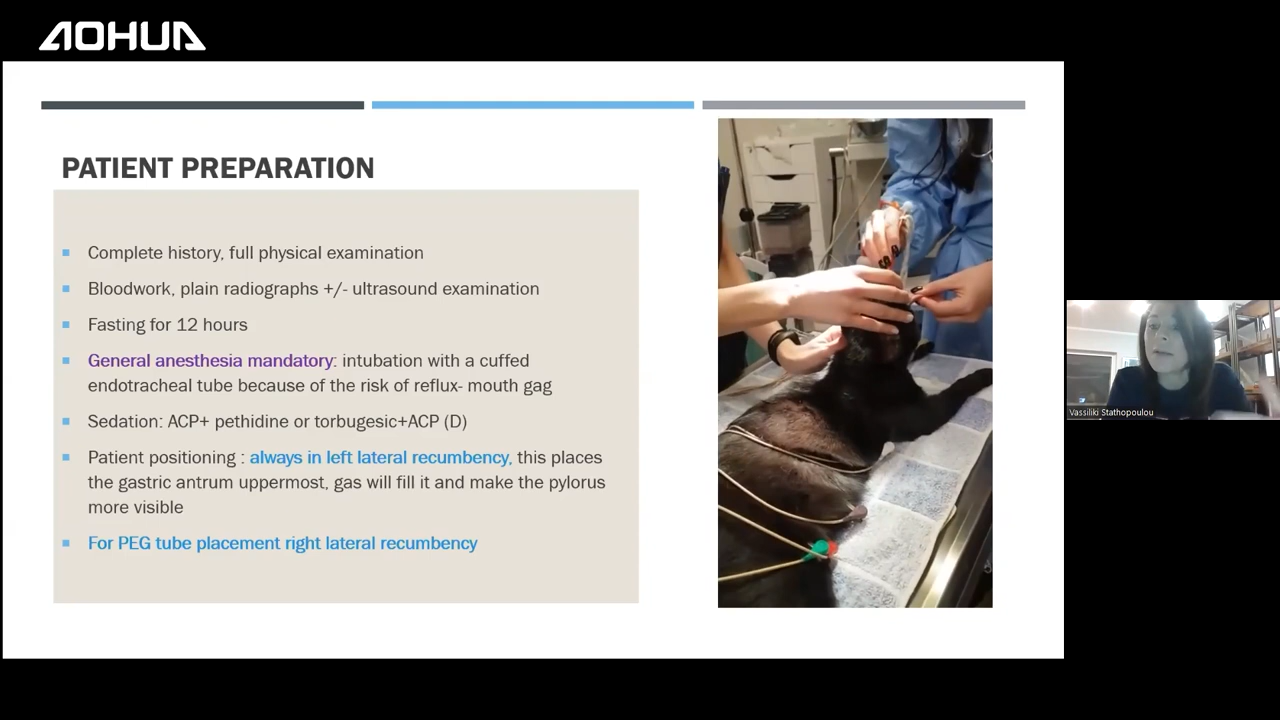 AOHUA
PATIENT PREPARATION
Complete history, full physical examination
Bloodwork, plain radiographs +/- ultrasound examination
Fasting for 12 hours
General anesthesia mandatory: intubation with a cuffed
endotracheal tube because of the risk of reflux- mouth gag
Sedation: ACP+ pethidine or torbugesic+ACP (D)
Patient positioning : always in left lateral recumbency, this places
the gastric antrum uppermost, gas will fill it and make the pylorus
more visible
For PEG tube placement right lateral recumbency
Vassiliki Stathopoulou